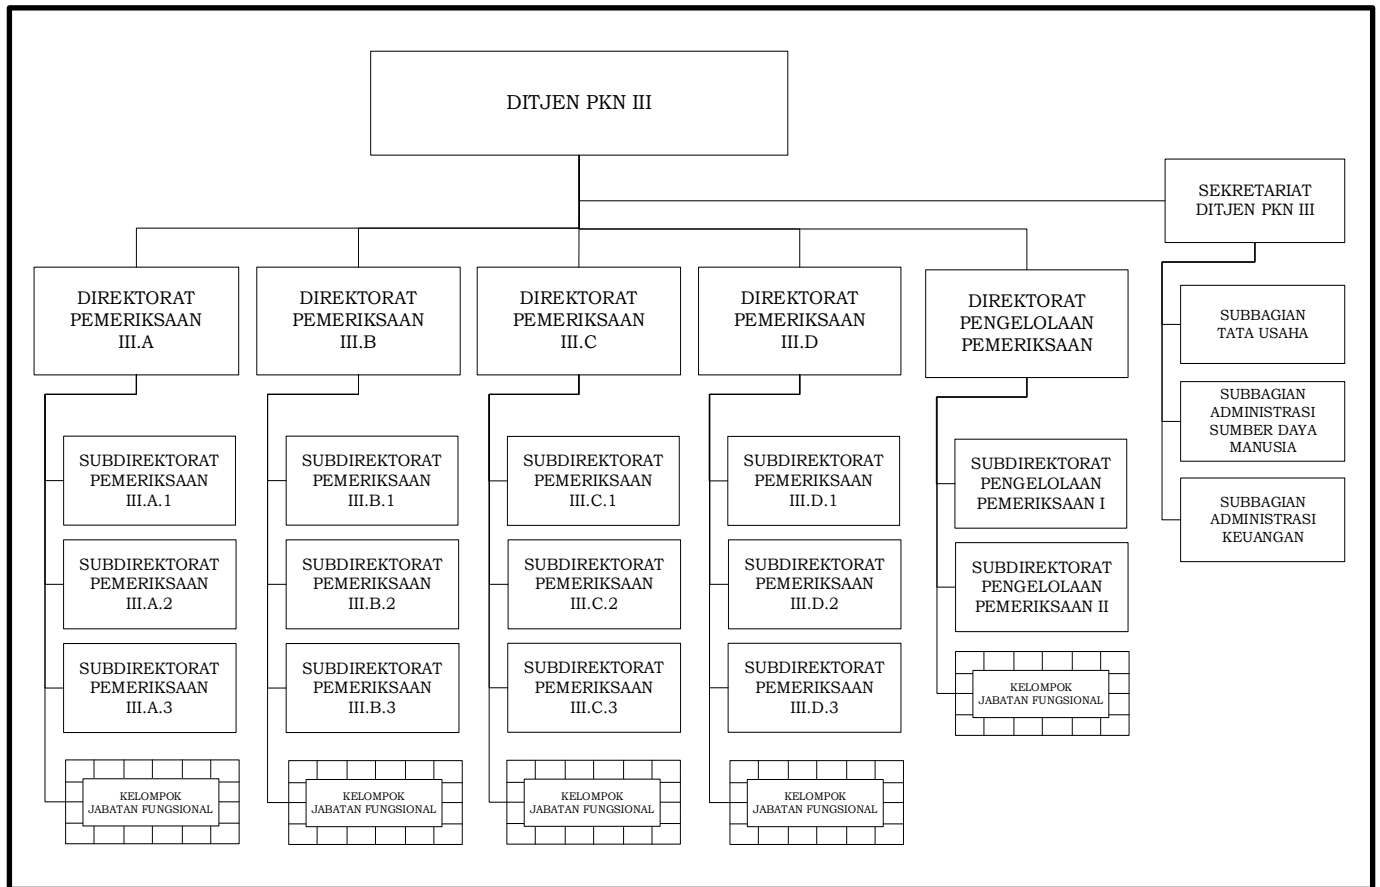 DITJEN PKN III
SEKRETARIAT
DITJEN PKN III
DIREKTORAT
PEMERIKSAAN
III.A
DIREKTORAT
PEMERIKSAAN
III.B
DIREKTORAT
PEMERIKSAAN
III.C
DIREKTORAT
PEMERIKSAAN
III.D
DIREKTORAT
PENGELOLAAN
PEMERIKSAAN
SUBDIREKTORAT
PEMERIKSAAN
III.A.1
SUBDIREKTORAT
PEMERIKSAAN
III.A.2
SUBDIREKTORAT
PEMERIKSAAN
III.A.3
KELOMPOK
JABATAN FUNGSIONAL
SUBDIREKTORAT
PEMERIKSAAN
III.B.1
SUBDIREKTORAT
PEMERIKSAAN
III.B.2
SUBDIREKTORAT
PEMERIKSAAN
III.B.3
KELOMPOK
JABATAN FUNGSIONAL
SUBDIREKTORAT
PEMERIKSAAN
III.C.1
SUBDIREKTORAT
PEMERIKSAAN
III.C.2
SUBDIREKTORAT
PEMERIKSAAN
III.C.3
KELOMPOK
JABATAN FUNGSIONAL
SUBDIREKTORAT
PEMERIKSAAN
III.D.1
SUBDIREKTORAT
PEMERIKSAAN
III.D.2
SUBDIREKTORAT
PEMERIKSAAN
III.D.3
KELOMPOK
JABATAN FUNGSIONAL
SUBDIREKTORAT
PENGELOLAAN
PEMERIKSAAN I
SUBDIREKTORAT
PENGELOLAAN
PEMERIKSAAN II
KELOMPOK
JABATAN FUNGSIONAL
SUBBAGIAN
TATA USAHA
SUBBAGIAN
ADMINISTRASI
SUMBER DAYA
MANUSIA
SUBBAGIAN
ADMINISTRASI
KEUANGAN